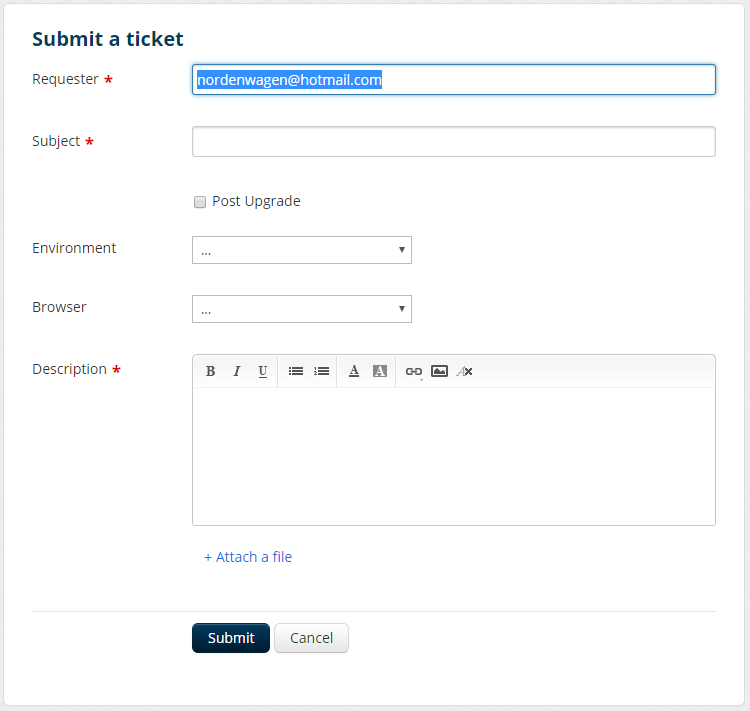 Submit a ticket
Requester *
nordenwagen@hotmail.com
Subject *
Post Upgrade
Environment
...
Browser
...
Description *
B I U A A A
+ Attach a file
Submit Cancel